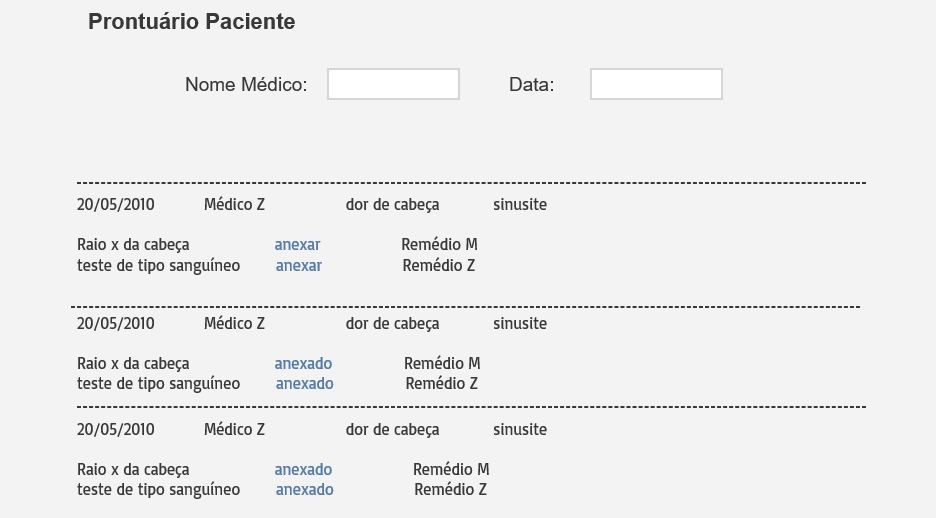 Prontuário Paciente
Nome Médico: Data:
20/05/2010 Médico Z dor de cabeça sinusite
Raio x da cabeça anexar Remédio M
teste de tipo sanguíneo anexar Remédio Z
20/05/2010 Médico Z dor de cabeça sinusite
Raio x da cabeça anexado Remédio M
teste de tipo sanguíneo anexado Remédio Z
20/05/2010 Médico Z dor de cabeça sinusite
Raio x da cabeça anexado Remédio M
teste de tipo sanguíneo anexado Remédio Z